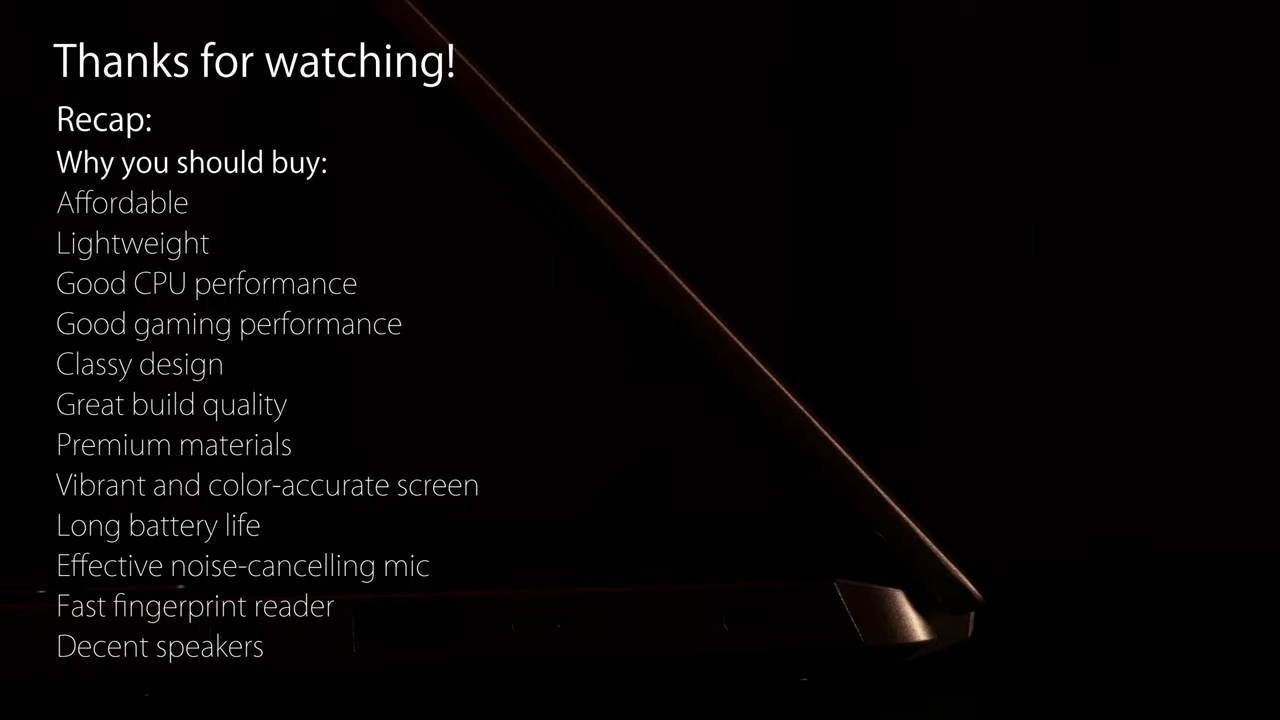 Thanks for watching!
Recap:
Why you should buy:
Affordable
Lightweight
Good CPU performance
Good gaming performance
Classy design
Great build quality
Premium materials
Vibrant and color-accurate screen
Long battery life
Effective noise-cancelling mic
Fast fingerprint reader
Decent speakers